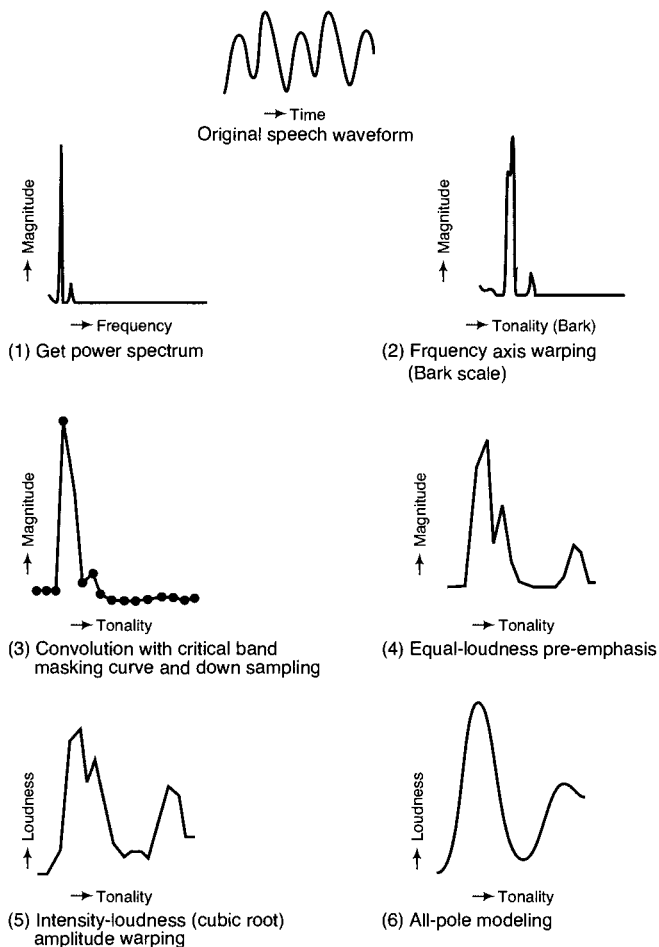 → Time
Original speech waveform
→ Magnitude
→ Frequency
(1) Get power spectrum
→ Magnitude
→ Tonality (Bark)
(2) Frquency axis warping
(Bark scale)
→ Magnitude
→ Tonality
(3) Convolution with critical band
masking curve and down sampling
→ Magnitude
→ Tonality
(4) Equal-loudness pre-emphasis
→ Loudness
→ Tonality
(5) Intensity-loudness (cubic root)
amplitude warping
→ Loudness
→ Tonality
(6) All-pole modeling